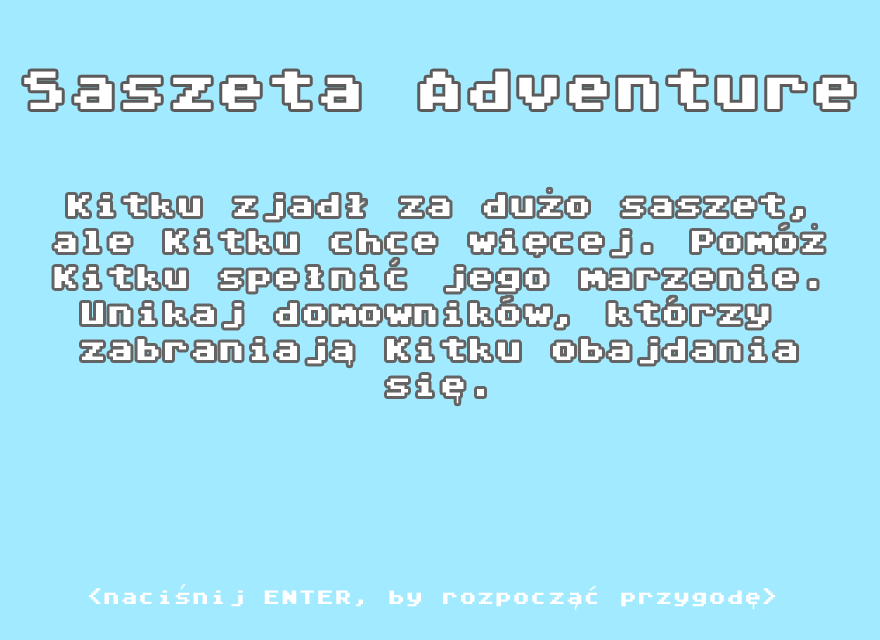 Saszeta Adventure
Kitku zjadł za dużo saszet,
ale Kitku chce więcej. Pomóż
Kitku spełnić jego marzenie.
Unikaj domowników, którzy
zabraniają Kitku obajdania
się.
<naciśnij ENTER, by rozpocząć przygodę>